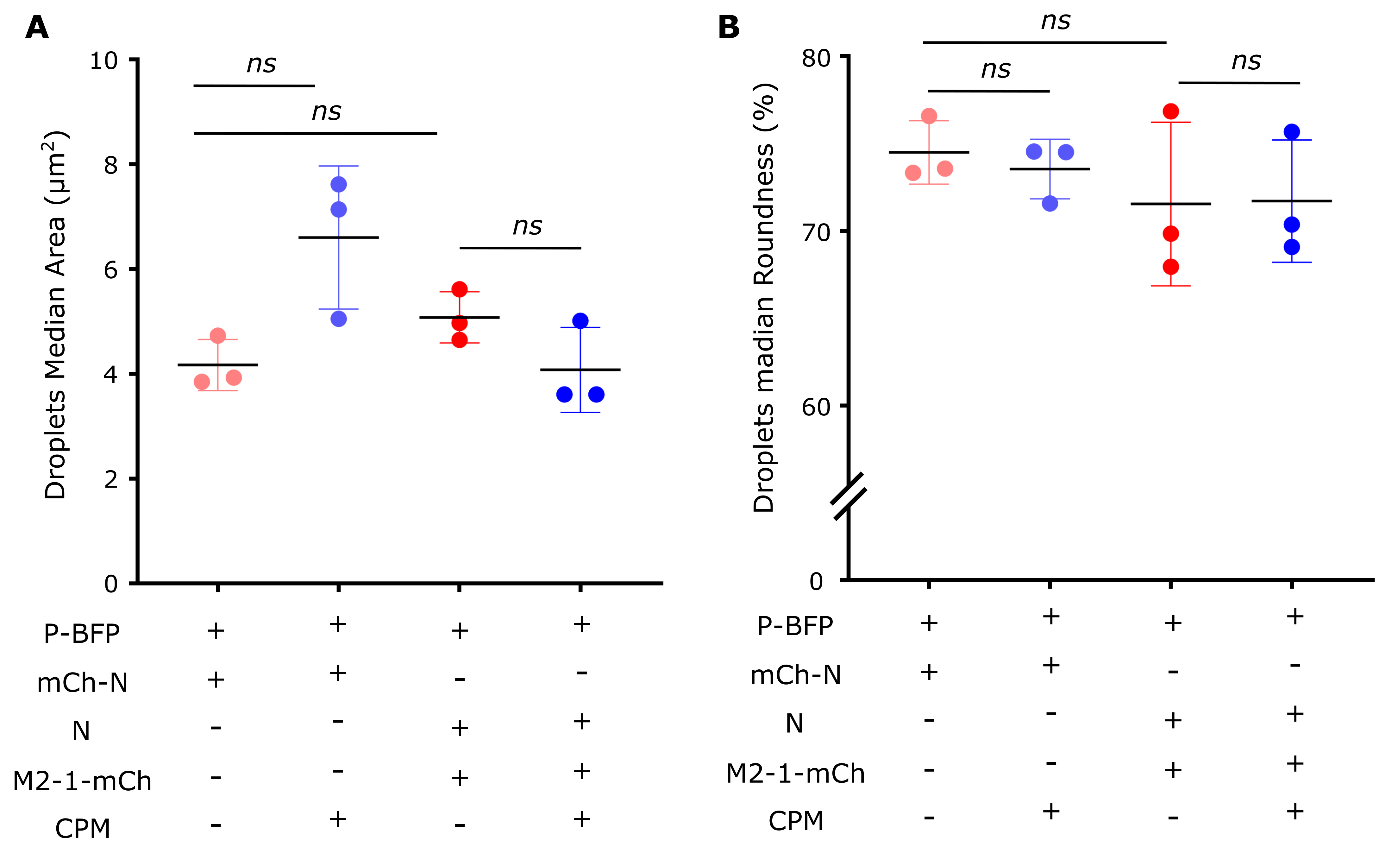 A
ns
ns
ns
10
8
6
4
2
0
Droplets Median Area (µm²)
P-BFP + + + +
mCh-N + + - -
N - - + +
M2-1-mCh - - + +
CPM - + - +
B
ns
ns
ns
80
70
60
0
Droplets madian Roundness (%)
P-BFP + + + +
mCh-N + + - -
N - - + +
M2-1-mCh - - + +
CPM - + - +